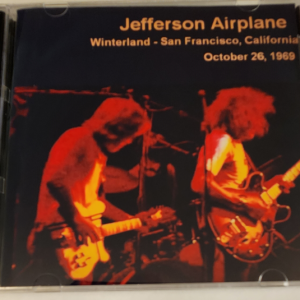 Jefferson Airplane
Winterland - San Francisco, California
October 26, 1969